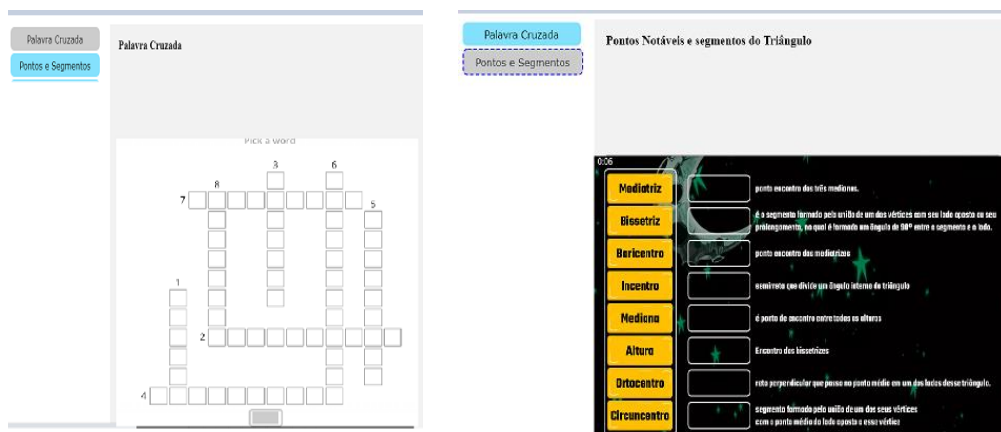 Palavra Cruzada
Pontos e Segmentos
Palavra Cruzada
Pick a word
3
6
8
7
5
1
2
4
Palavra Cruzada
Pontos e Segmentos
Pontos Notáveis e segmentos do Triângulo
0:06
Mediatriz
ponto encontro das três medianas.
Bissetriz
é o segmento formado pela união de um dos vértices com seu lado oposto ou seu
prolongamento, no qual é formado um ângulo de 90° entre o segmento e o lado.
Baricentro
ponto encontro das mediatrizes
Incentro
semirreta que divide um ângulo interno do triângulo
Mediana
é ponto de encontro entre todas as alturas
Altura
Encontro das bissetrizes
Ortocentro
reta perpendicular que passa no ponto médio em um dos lados desse triângulo.
Circuncentro
segmento formado pela união de um dos seus vértices
com o ponto médio do lado oposto a esse vértice